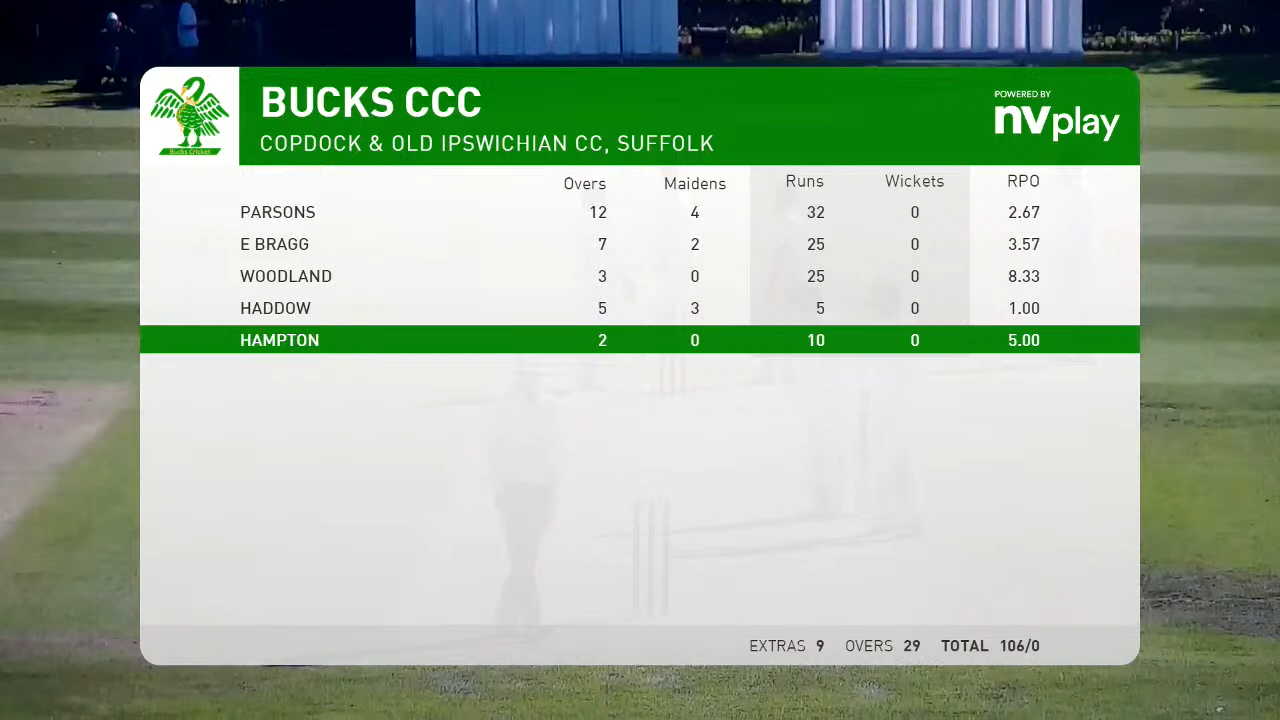 BUCKS CCC
COPDOCK & OLD IPSWICHIAN CC, SUFFOLK
POWERED BY
nvplay
Bucks Cricket
Overs Maidens Runs Wickets RPO
PARSONS 12 4 32 0 2.67
E BRAGG 7 2 25 0 3.57
WOODLAND 3 0 25 0 8.33
HADDOW 5 3 5 0 1.00
HAMPTON 2 0 10 0 5.00
EXTRAS 9 OVERS 29 TOTAL 106/0